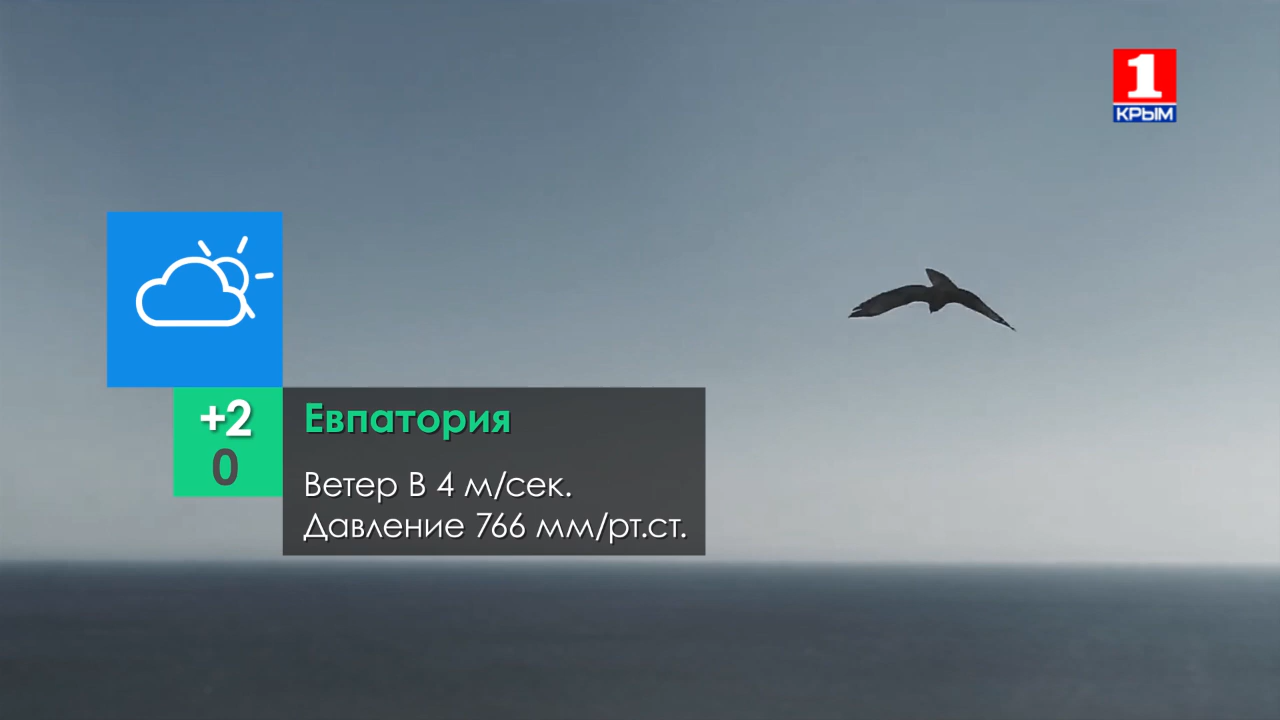 1
КРЫМ
+2
0
Евпатория
Ветер В 4 м/сек.
Давление 766 мм/рт.ст.